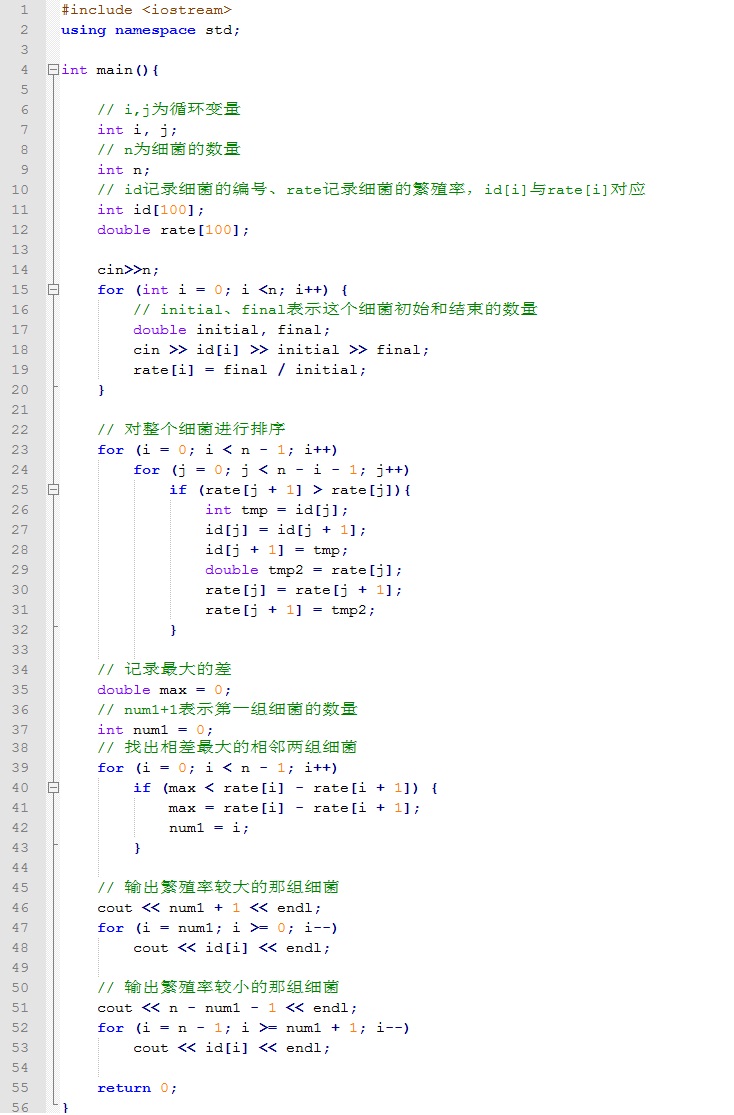 1 #include <iostream>
2 using namespace std;
3
4 int main(){
5
6 // i,j为循环变量
7 int i, j;
8 // n为细菌的数量
9 int n;
10 // id记录细菌的编号、rate记录细菌的繁殖率，id[i]与rate[i]对应
11 int id[100];
12 double rate[100];
13
14 cin>>n;
15 for (int i = 0; i <n; i++) {
16 // initial、final表示这个细菌初始和结束的数量
17 double initial, final;
18 cin >> id[i] >> initial >> final;
19 rate[i] = final / initial;
20 }
21
22 // 对整个细菌进行排序
23 for (i = 0; i < n - 1; i++)
24 for (j = 0; j < n - i - 1; j++)
25 if (rate[j + 1] > rate[j]){
26 int tmp = id[j];
27 id[j] = id[j + 1];
28 id[j + 1] = tmp;
29 double tmp2 = rate[j];
30 rate[j] = rate[j + 1];
31 rate[j + 1] = tmp2;
32 }
33
34 // 记录最大的差
35 double max = 0;
36 // num1+1表示第一组细菌的数量
37 int num1 = 0;
38 // 找出相差最大的相邻两组细菌
39 for (i = 0; i < n - 1; i++)
40 if (max < rate[i] - rate[i + 1]) {
41 max = rate[i] - rate[i + 1];
42 num1 = i;
43 }
44
45 // 输出繁殖率较大的那组细菌
46 cout << num1 + 1 << endl;
47 for (i = num1; i >= 0; i--)
48 cout << id[i] << endl;
49
50 // 输出繁殖率较小的那组细菌
51 cout << n - num1 - 1 << endl;
52 for (i = n - 1; i >= num1 + 1; i--)
53 cout << id[i] << endl;
54
55 return 0;
56 }